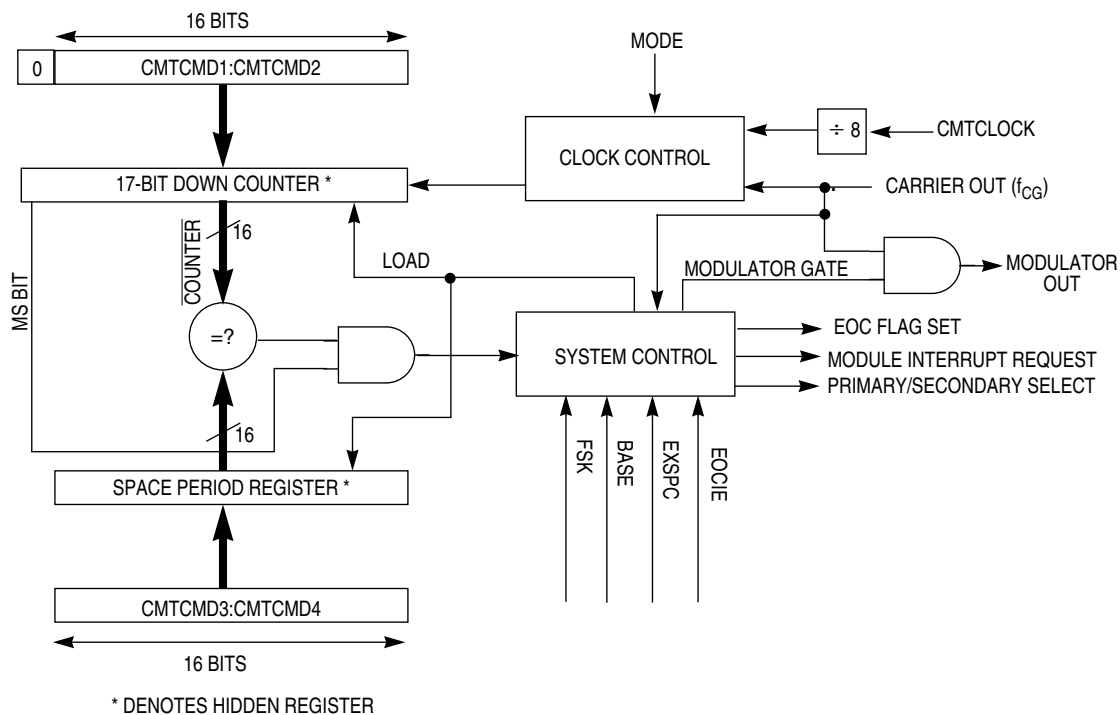 16 BITS
0
CMTCMD1:CMTCMD2
MODE
÷ 8
CMTCLOCK
CLOCK CONTROL
17-BIT DOWN COUNTER *
CARRIER OUT (fCG)
16
COUNTER
MS BIT
LOAD
MODULATOR GATE
MODULATOR
OUT
=?
SYSTEM CONTROL
EOC FLAG SET
MODULE INTERRUPT REQUEST
PRIMARY/SECONDARY SELECT
16
FSK
BASE
EXSPC
EOCIE
SPACE PERIOD REGISTER *
CMTCMD3:CMTCMD4
16 BITS
* DENOTES HIDDEN REGISTER